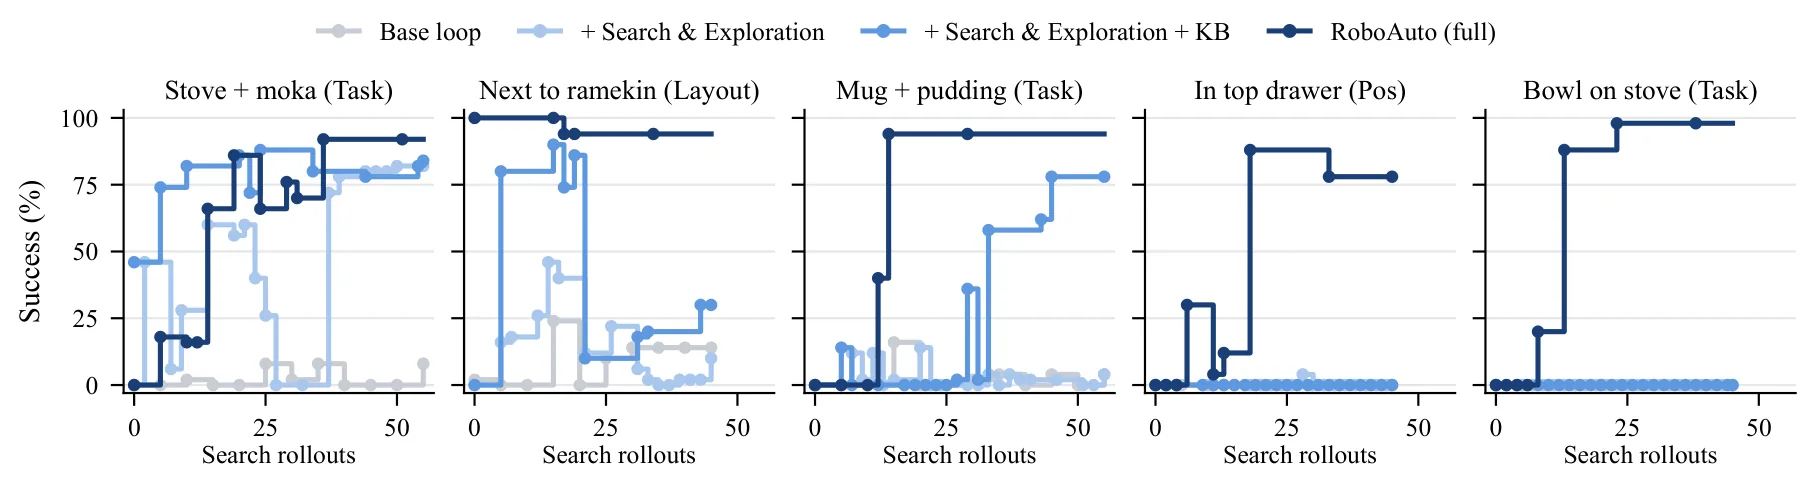 Base loop + Search & Exploration + Search & Exploration + KB RoboAuto (full)
Stove + moka (Task) Next to ramekin (Layout) Mug + pudding (Task) In top drawer (Pos) Bowl on stove (Task)
100
75
50
25
0
Success (%)
0 25 50 0 25 50 0 25 50 0 25 50 0 25 50
Search rollouts Search rollouts Search rollouts Search rollouts Search rollouts